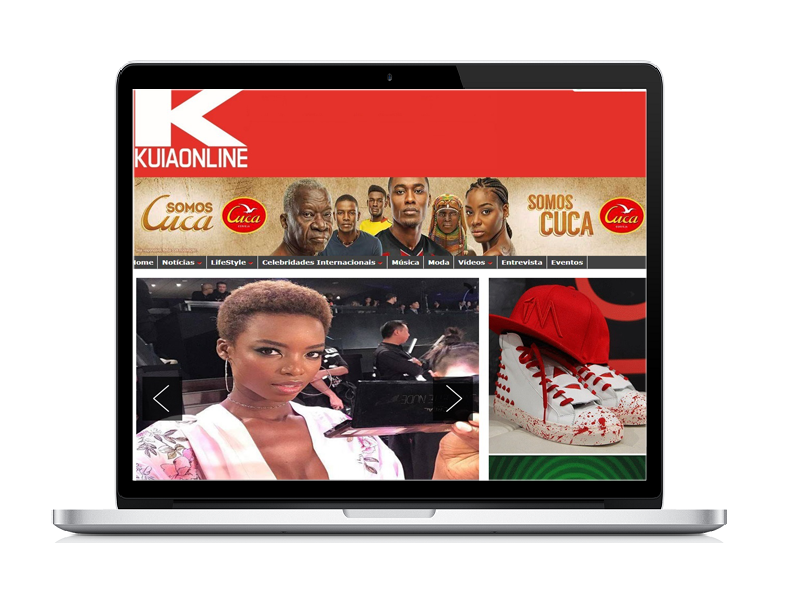 KUIAONLINE
SOMOS
Cuca
Cuca
SOMOS
CUCA
Cuca
Home Notícias LifeStyle Celebridades Internacionais Música Moda Vídeos Entrevista Eventos